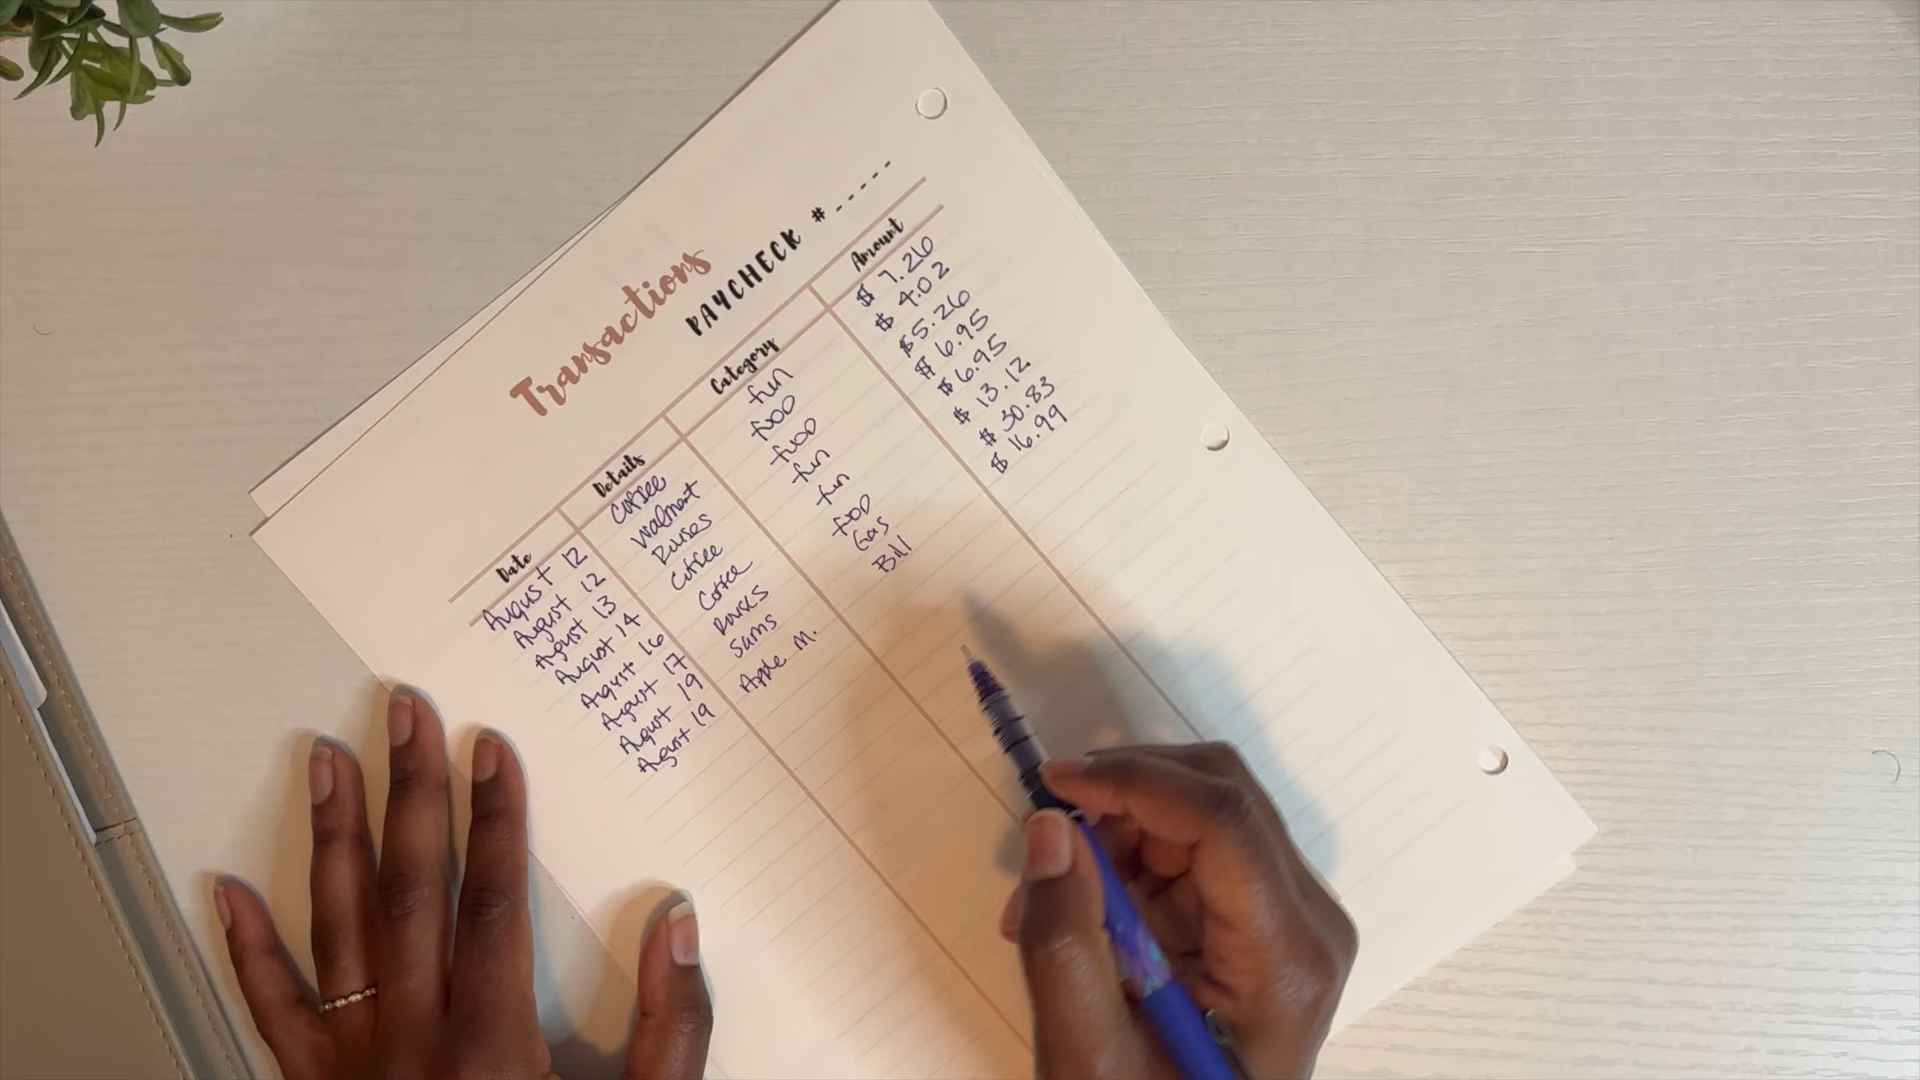 Transactions
PAYCHECK # -----
Date Details Category Amount
August 12 Coffee fun $ 7.26
August 12 Walmart food $ 4.02
August 13 Rouses food $5.26
August 14 Coffee fun $ 6.95
August 16 Coffee fun $6.95
August 17 Rouses food $ 13.12
August 19 Sams Gas $ 30.83
August 19 Apple M. Bill $ 16.99